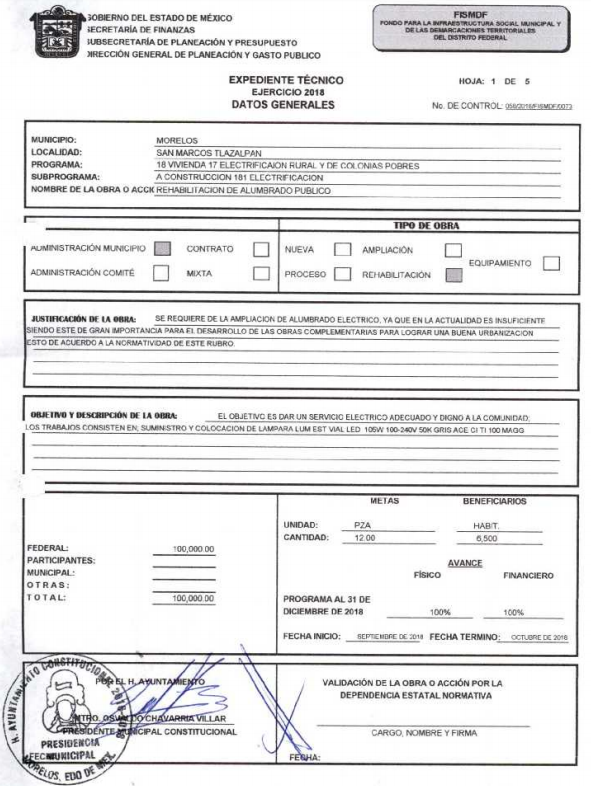 GOBIERNO DEL ESTADO DE MÉXICO
SECRETARÍA DE FINANZAS
SUBSECRETARÍA DE PLANEACIÓN Y PRESUPUESTO
DIRECCIÓN GENERAL DE PLANEACIÓN Y GASTO PUBLICO
FISMDF
FONDO PARA LA INFRAESTRUCTURA SOCIAL MUNICIPAL Y
DE LAS DEMARCACIONES TERRITORIALES
DEL DISTRITO FEDERAL
EXPEDIENTE TÉCNICO
EJERCICIO 2018
DATOS GENERALES
HOJA: 1 DE 5
No. DE CONTROL: 056/2018/FISMDF/0073
MUNICIPIO: MORELOS
LOCALIDAD: SAN MARCOS TLAZALPAN
PROGRAMA: 18 VIVIENDA 17 ELECTRIFICAION RURAL Y DE COLONIAS POBRES
SUBPROGRAMA: A CONSTRUCCION 181 ELECTRIFICACION
NOMBRE DE LA OBRA O ACCIÓ REHABILITACION DE ALUMBRADO PUBLICO
TIPO DE OBRA
ADMINISTRACIÓN MUNICIPIO CONTRATO NUEVA AMPLIACIÓN
EQUIPAMIENTO
ADMINISTRACIÓN COMITÉ MIXTA PROCESO REHABILITACIÓN
JUSTIFICACIÓN DE LA OBRA: SE REQUIERE DE LA AMPLIACION DE ALUMBRADO ELECTRICO, YA QUE EN LA ACTUALIDAD ES INSUFICIENTE
SIENDO ESTE DE GRAN IMPORTANCIA PARA EL DESARROLLO DE LAS OBRAS COMPLEMENTARIAS PARA LOGRAR UNA BUENA URBANIZACION
ESTO DE ACUERDO A LA NORMATIVIDAD DE ESTE RUBRO.
OBJETIVO Y DESCRIPCIÓN DE LA OBRA: EL OBJETIVO ES DAR UN SERVICIO ELECTRICO ADECUADO Y DIGNO A LA COMUNIDAD;
LOS TRABAJOS CONSISTEN EN; SUMINISTRO Y COLOCACION DE LAMPARA LUM EST VIAL LED 105W 100-240V 50K GRIS ACE CI TI 100 MAGG
METAS BENEFICIARIOS
UNIDAD: PZA HABIT.
CANTIDAD: 12.00 6,500
FEDERAL: 100,000.00
PARTICIPANTES:
MUNICIPAL:
OTRAS:
TOTAL: 100,000.00
AVANCE
FÍSICO FINANCIERO
PROGRAMA AL 31 DE
DICIEMBRE DE 2018 100% 100%
FECHA INICIO: SEPTIEMBRE DE 2018 FECHA TERMINO: OCTUBRE DE 2018
POR EL H. AYUNTAMIENTO
MTRO. OSVALDO CHAVARRIA VILLAR
PRESIDENTE MUNICIPAL CONSTITUCIONAL
H. AYUNTAMIENTO CONSTITUCIONAL
PRESIDENCIA
MUNICIPAL
MORELOS, EDO DE MEX.
VALIDACIÓN DE LA OBRA O ACCIÓN POR LA
DEPENDENCIA ESTATAL NORMATIVA
CARGO, NOMBRE Y FIRMA
FECHA: